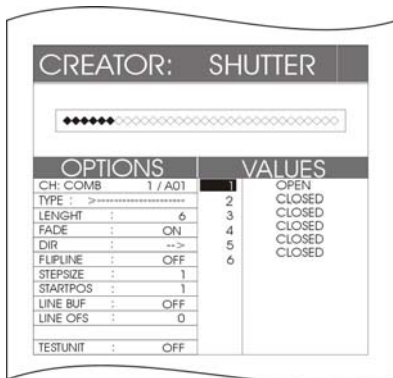 CREATOR: SHUTTER
OPTIONS VALUES
CH: COMB 1 / A01 1 OPEN
TYPE : >---------------------- 2 CLOSED
LENGHT : 6 3 CLOSED
FADE : ON 4 CLOSED
DIR : --> 5 CLOSED
FLIPLINE : OFF 6 CLOSED
STEPSIZE : 1
STARTPOS : 1
LINE BUF : OFF
LINE OFS : 0
TESTUNIT : OFF